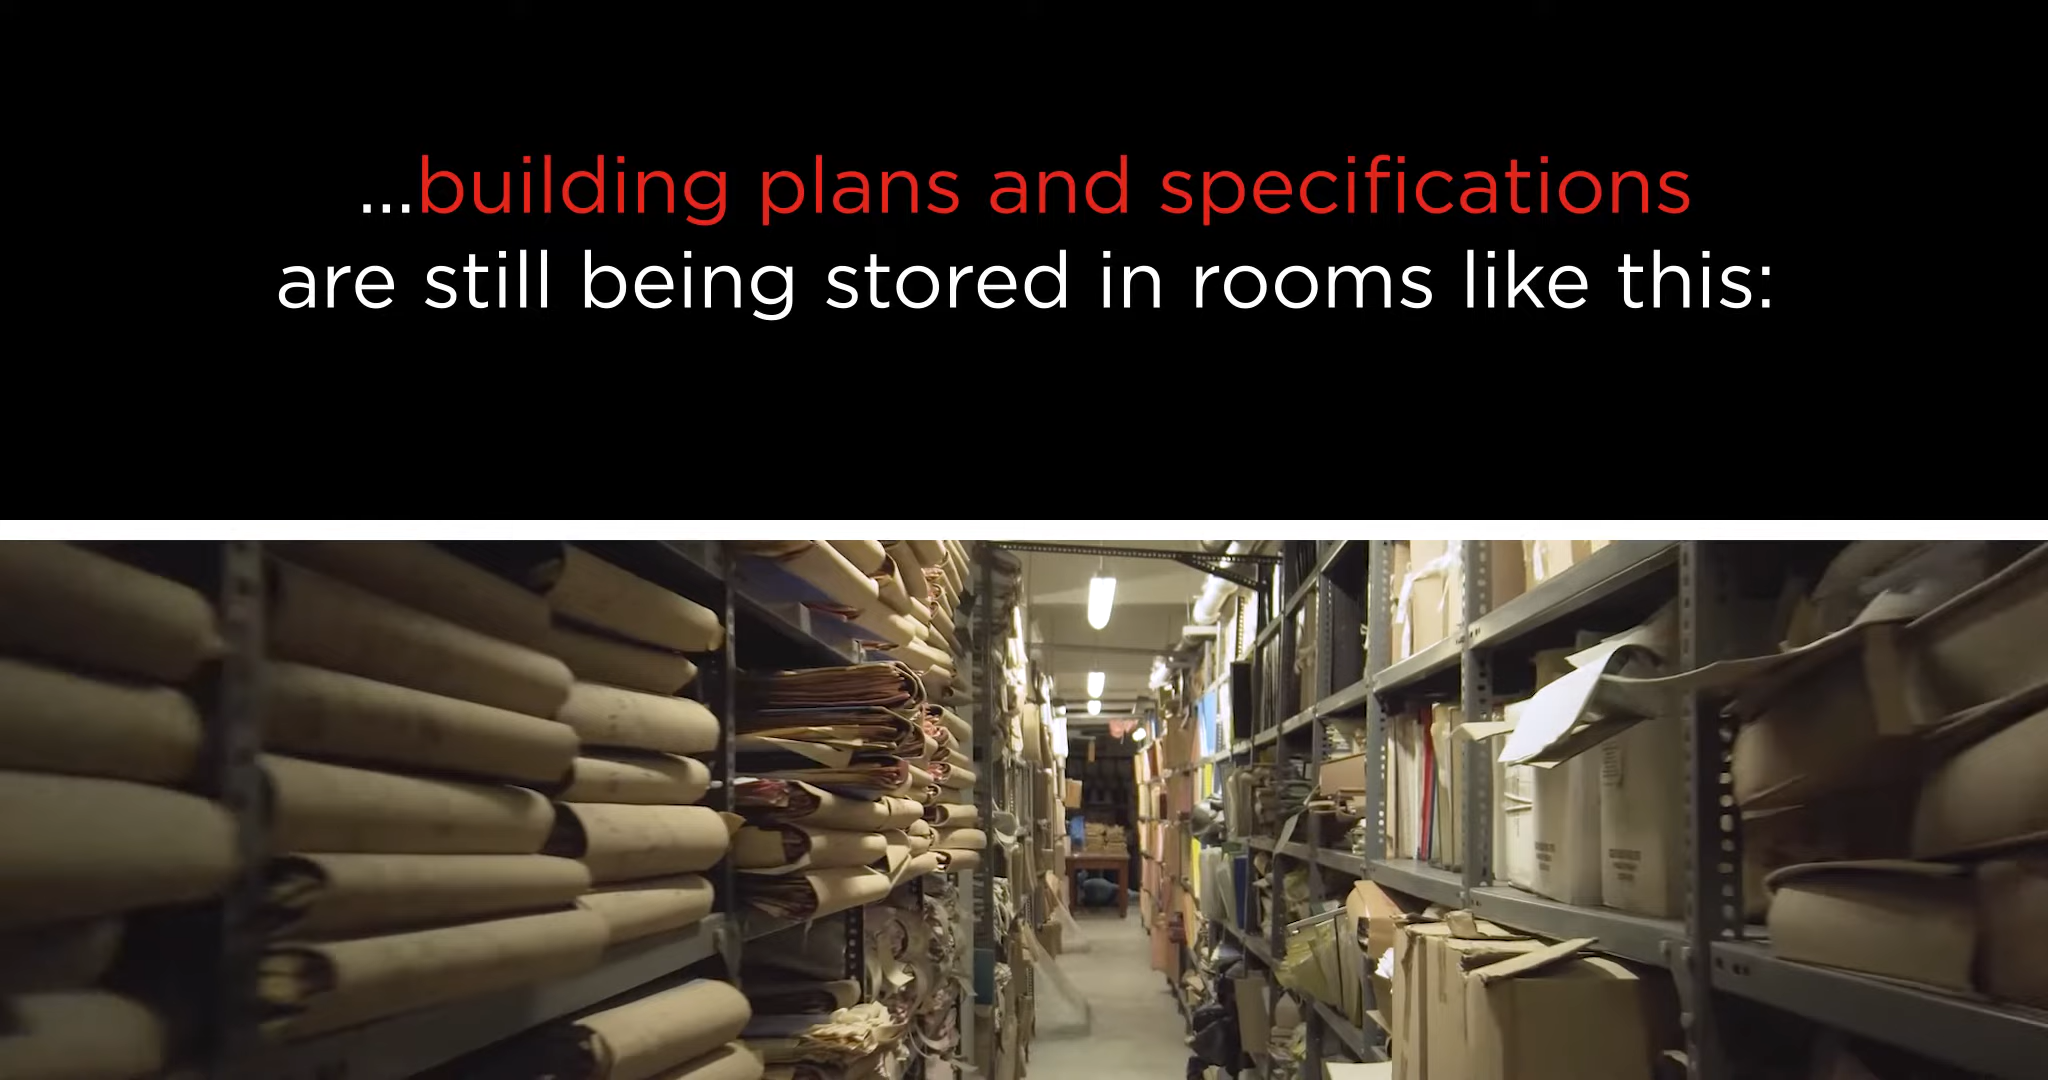 ...building plans and specifications
are still being stored in rooms like this: